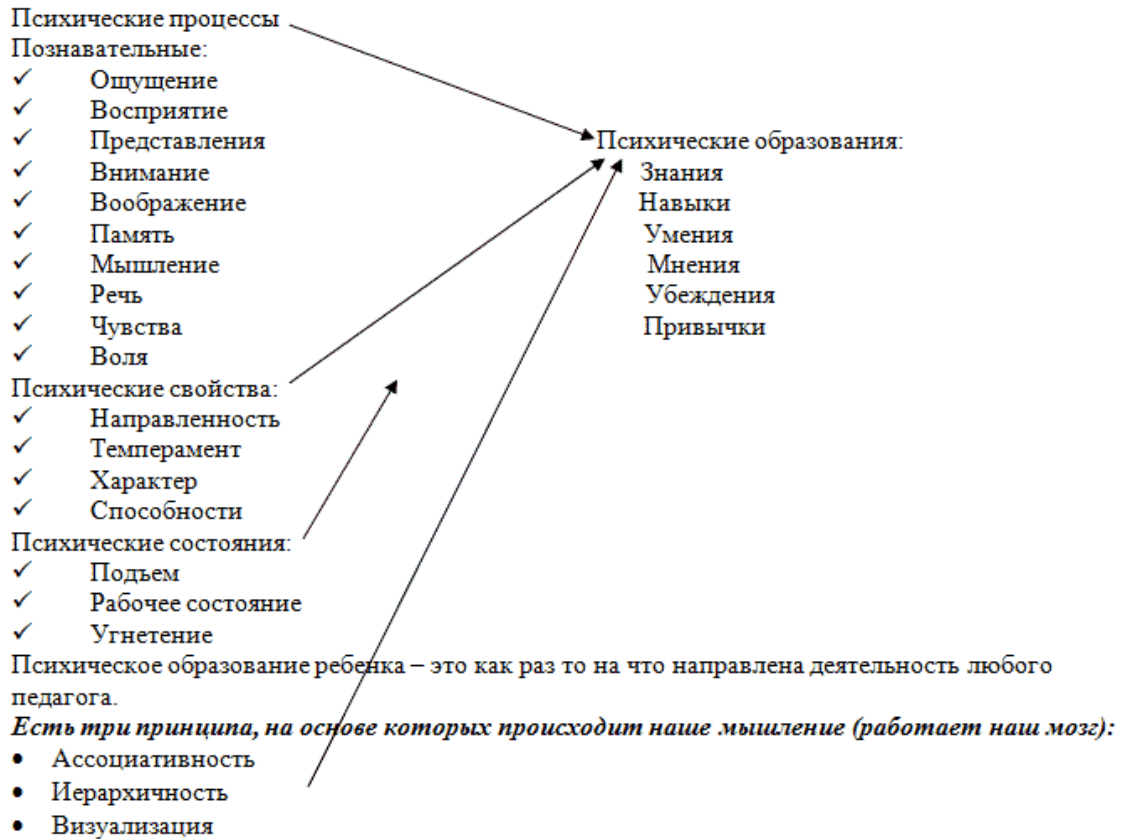 Психические процессы
Познавательные:
✓ Ощущение
✓ Восприятие
✓ Представления
Психические образования:
✓ Внимание
Знания
✓ Воображение
Навыки
✓ Память
Умения
✓ Мышление
Мнения
✓ Речь
Убеждения
✓ Чувства
Привычки
✓ Воля
Психические свойства:
✓ Направленность
✓ Темперамент
✓ Характер
✓ Способности
Психические состояния:
✓ Подъем
✓ Рабочее состояние
✓ Угнетение
Психическое образование ребенка – это как раз то на что направлена деятельность любого
педагога.
Есть три принципа, на основе которых происходит наше мышление (работает наш мозг):
• Ассоциативность
• Иерархичность
• Визуализация